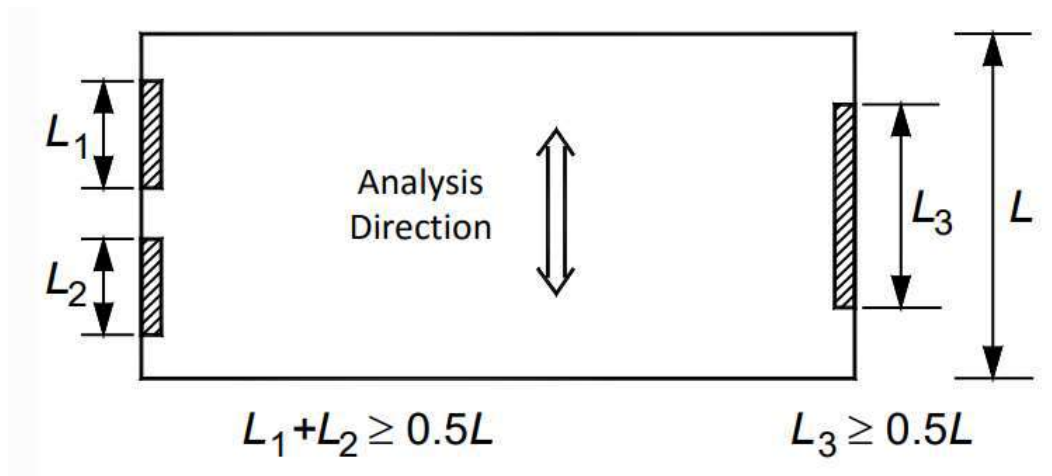 L₁
Analysis
Direction
L₃
L
L₂
L₁+L₂ ≥ 0.5L
L₃ ≥ 0.5L